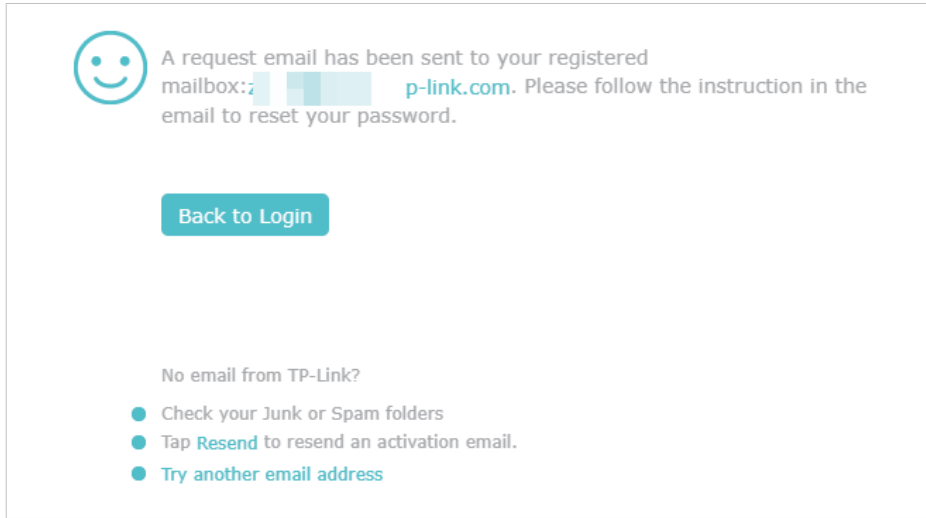 A request email has been sent to your registered
mailbox: p-link.com. Please follow the instruction in the
email to reset your password.
Back to Login
No email from TP-Link?
Check your Junk or Spam folders
Tap Resend to resend an activation email.
Try another email address